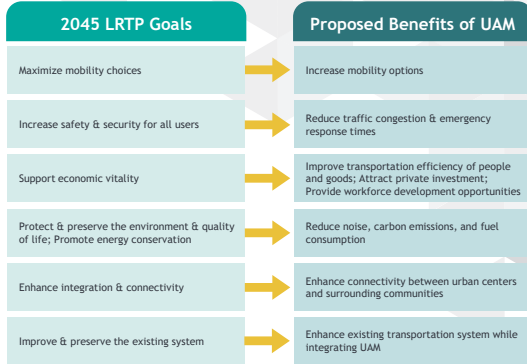 2045 LRTP Goals
Proposed Benefits of UAM
Maximize mobility choices
Increase mobility options
Increase safety & security for all users
Reduce traffic congestion & emergency
response times
Support economic vitality
Improve transportation efficiency of people
and goods; Attract private investment;
Provide workforce development opportunities
Protect & preserve the environment & quality
of life; Promote energy conservation
Reduce noise, carbon emissions, and fuel
consumption
Enhance integration & connectivity
Enhance connectivity between urban centers
and surrounding communities
Improve & preserve the existing system
Enhance existing transportation system while
integrating UAM